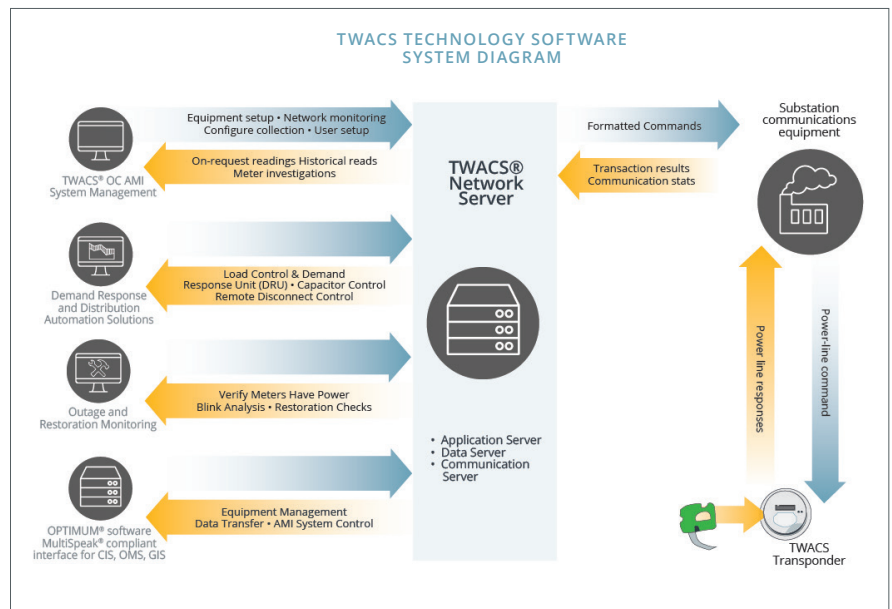 TWACS TECHNOLOGY SOFTWARE
SYSTEM DIAGRAM
Equipment setup • Network monitoring
Configure collection • User setup
On-request readings Historical reads
Meter investigations
TWACS® OC AMI
System Management
Load Control & Demand
Response Unit (DRU) • Capacitor Control
Remote Disconnect Control
Demand Response
and Distribution
Automation Solutions
Verify Meters Have Power
Blink Analysis • Restoration Checks
Outage and
Restoration Monitoring
Equipment Management
Data Transfer • AMI System Control
OPTIMUM® software
MultiSpeak® compliant
interface for CIS, OMS, GIS
TWACS®
Network
Server
• Application Server
• Data Server
• Communication
Server
Formatted Commands
Transaction results
Communication stats
Substation
communications
equipment
Power line responses
Power-line command
TWACS
Transponder